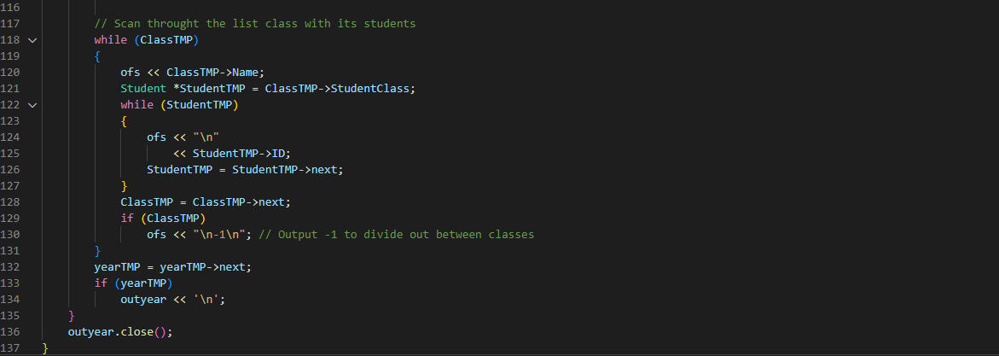 116
117 // Scan throught the list class with its students
118 while (ClassTMP)
119 {
120 ofs << ClassTMP->Name;
121 Student *StudentTMP = ClassTMP->StudentClass;
122 while (StudentTMP)
123 {
124 ofs << "\n"
125 << StudentTMP->ID;
126 StudentTMP = StudentTMP->next;
127 }
128 ClassTMP = ClassTMP->next;
129 if (ClassTMP)
130 ofs << "\n-1\n"; // Output -1 to divide out between classes
131 }
132 yearTMP = yearTMP->next;
133 if (yearTMP)
134 outyear << '\n';
135 }
136 outyear.close();
137 }